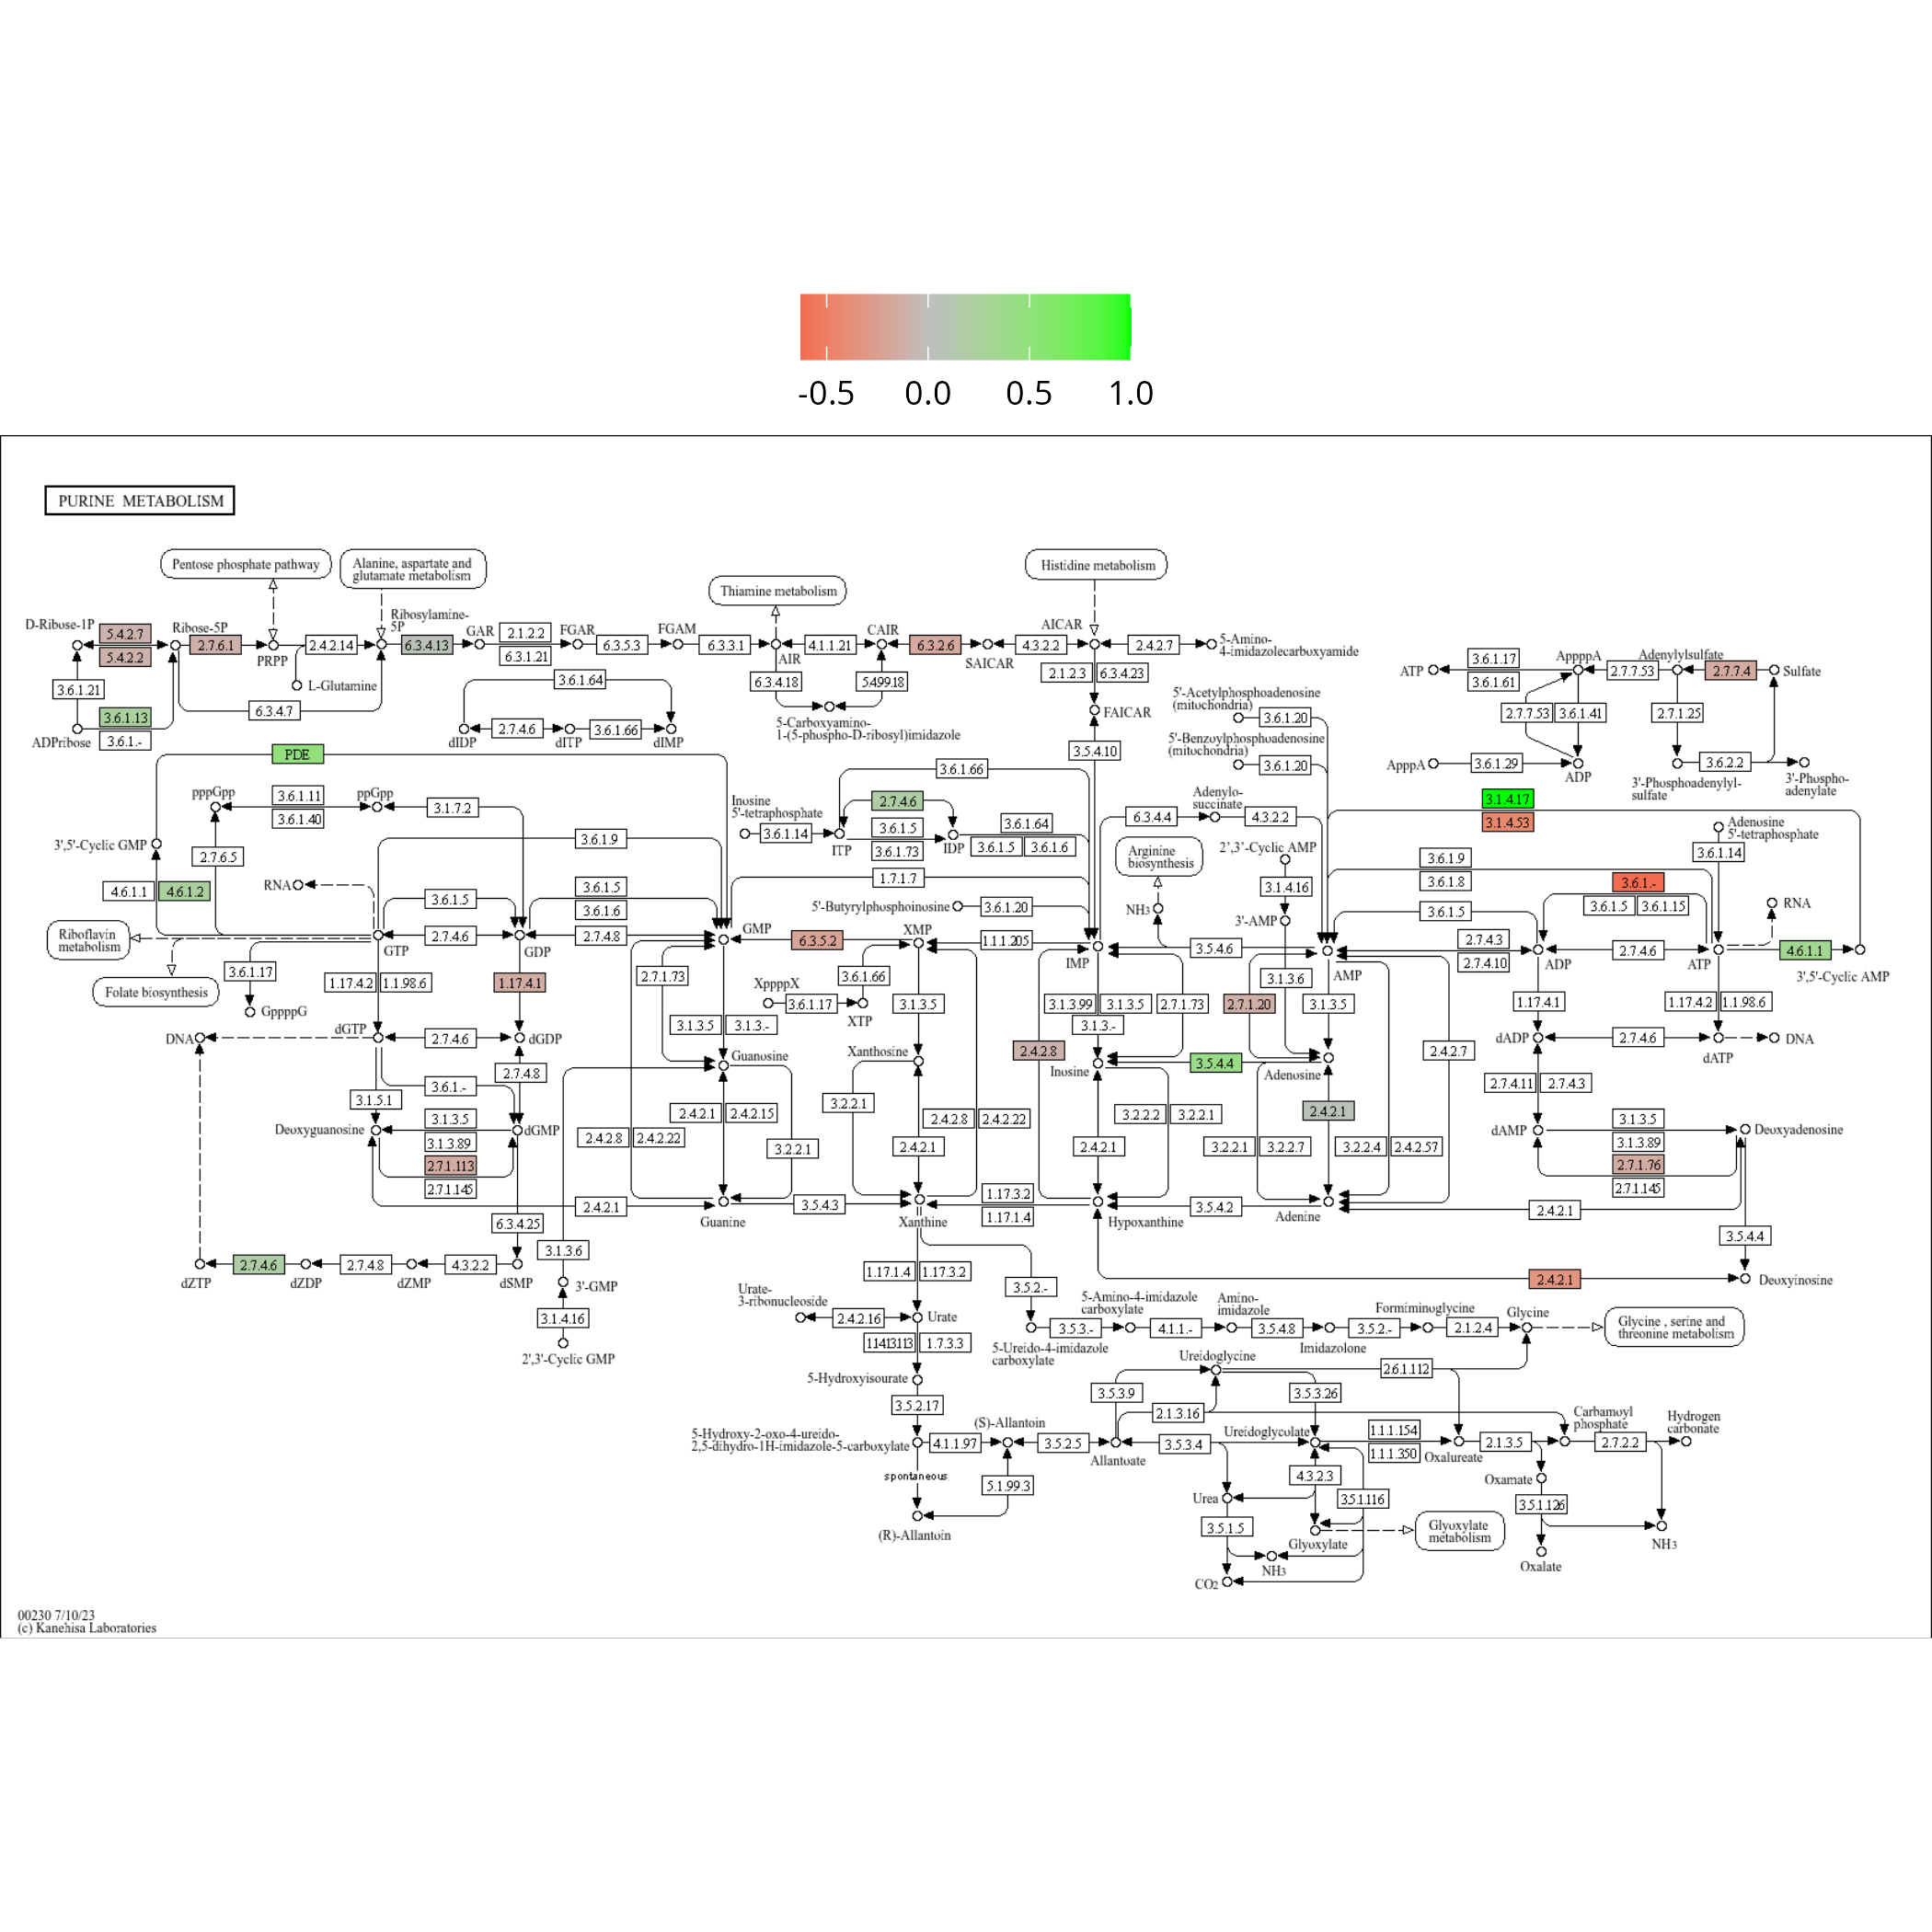 -0.5 0.0 0.5 1.0
PURINE METABOLISM
Pentose phosphate pathway
Alanine, aspartate and
glutamate metabolism
Thiamine metabolism
Histidine metabolism
D-Ribose-1P
5.4.2.7
5.4.2.2
Ribose-5P
2.7.6.1
PRPP
2.4.2.14
Ribosylamine-
5P
6.3.4.13
GAR
2.1.2.2
6.3.1.21
FGAR
6.3.5.3
FGAM
6.3.3.1
AIR
4.1.1.21
CAIR
6.3.2.6
SAICAR
4.3.2.2
AICAR
2.4.2.7
5-Amino-
4-imidazolecarboxyamide
3.6.1.21
L-Glutamine
6.3.4.7
3.6.1.13
3.6.1.-
ADPribose
3.6.1.64
dIDP
2.7.4.6
dITP
3.6.1.66
dIMP
6.3.4.18
5.499.18
5-Carboxyamino-
1-(5-phospho-D-ribosyl)imidazole
2.1.2.3
6.3.4.23
FAICAR
3.5.4.10
5'-Acetylphosphoadenosine
(mitochondria)
3.6.1.20
5'-Benzoylphosphoadenosine
(mitochondria)
3.6.1.20
ATP
3.6.1.17
3.6.1.61
AppppA
2.7.7.53
Adenylylsulfate
2.7.7.4
Sulfate
2.7.7.53
3.6.1.41
2.7.1.25
ApppA
3.6.1.29
ADP
3.6.2.2
3'-Phosphoadenylyl-
sulfate
3'-Phospho-
adenylate
PDE
pppGpp
3.6.1.11
3.6.1.40
ppGpp
3.1.7.2
3',5'-Cyclic GMP
2.7.6.5
4.6.1.1
4.6.1.2
RNA
3.6.1.9
3.6.1.5
3.6.1.5
3.6.1.6
3.6.1.66
Inosine
5'-tetraphosphate
3.6.1.14
2.7.4.6
ITP
3.6.1.5
3.6.1.73
IDP
3.6.1.64
3.6.1.5
3.6.1.6
1.7.1.7
5'-Butyrylphosphoinosine
3.6.1.20
6.3.4.4
Adenylo-
succinate
4.3.2.2
Arginine
biosynthesis
2',3'-Cyclic AMP
3.1.4.16
3'-AMP
NH3
3.1.4.17
3.1.4.53
3.6.1.9
3.6.1.8
3.6.1.-
3.6.1.5
3.6.1.5
3.6.1.15
Adenosine
5'-tetraphosphate
3.6.1.14
RNA
Riboflavin
metabolism
Folate biosynthesis
GTP
2.7.4.6
GDP
2.7.4.8
GMP
6.3.5.2
XMP
1.1.1.205
IMP
3.5.4.6
AMP
2.7.4.3
2.7.4.10
ADP
2.7.4.6
ATP
4.6.1.1
3',5'-Cyclic AMP
3.6.1.17
GppppG
1.17.4.2
1.1.98.6
1.17.4.1
2.7.1.73
XppppX
3.6.1.17
XTP
3.6.1.66
3.1.3.5
3.1.3.5
3.1.3.-
3.1.3.99
3.1.3.5
3.1.3.-
2.7.1.73
2.7.1.20
3.1.3.6
3.1.3.5
1.17.4.1
1.17.4.2
1.1.98.6
DNA
dGTP
2.7.4.6
dGDP
2.7.4.8
3.6.1.-
3.1.5.1
Guanosine
Xanthosine
2.4.2.8
Inosine
3.5.4.4
Adenosine
2.4.2.7
dADP
2.7.4.6
dATP
DNA
2.7.4.11
2.7.4.3
Deoxyguanosine
3.1.3.5
3.1.3.89
2.7.1.113
2.7.1.145
dGMP
2.4.2.8
2.4.2.22
2.4.2.1
2.4.2.15
3.2.2.1
3.2.2.1
2.4.2.8
2.4.2.22
2.4.2.1
3.2.2.2
3.2.2.1
2.4.2.1
2.4.2.1
3.2.2.1
3.2.2.7
3.2.2.4
2.4.2.57
dAMP
3.1.3.5
3.1.3.89
2.7.1.76
2.7.1.145
Deoxyadenosine
2.4.2.1
Guanine
3.5.4.3
Xanthine
1.17.3.2
1.17.1.4
Hypoxanthine
3.5.4.2
Adenine
2.4.2.1
3.5.4.4
6.3.4.25
dZTP
2.7.4.6
dZDP
2.7.4.8
dZMP
4.3.2.2
dSMP
3.1.3.6
3'-GMP
3.1.4.16
2',3'-Cyclic GMP
2.4.2.1
Deoxyinosine
1.17.1.4
1.17.3.2
3.5.2.-
Urate-
3-ribonucleoside
2.4.2.16
Urate
11413113
1.7.3.3
5-Hydroxyisourate
3.5.2.17
5-Ureido-4-imidazole
carboxylate
3.5.3.-
5-Amino-4-imidazole
carboxylate
4.1.1.-
Amino-
imidazole
3.5.4.8
Imidazolone
3.5.2.-
Formiminoglycine
2.1.2.4
Glycine
Glycine , serine and
threonine metabolism
5-Hydroxy-2-oxo-4-ureido-
2,5-dihydro-1H-imidazole-5-carboxylate
4.1.1.97
(S)-Allantoin
3.5.2.5
Allantoate
spontaneous
5.1.99.3
(R)-Allantoin
3.5.3.9
Ureidoglycine
2.1.3.16
3.5.3.26
2.6.1.112
3.5.3.4
Ureidoglycolate
1.1.1.154
1.1.1.350
Oxalureate
2.1.3.5
Carbamoyl
phosphate
2.7.2.2
Hydrogen
carbonate
4.3.2.3
3.5.1.116
Urea
3.5.1.5
Glyoxylate
Glyoxylate
metabolism
NH3
CO2
Oxamate
3.5.1.126
Oxalate
NH3
00230 7/10/23
(c) Kanehisa Laboratories